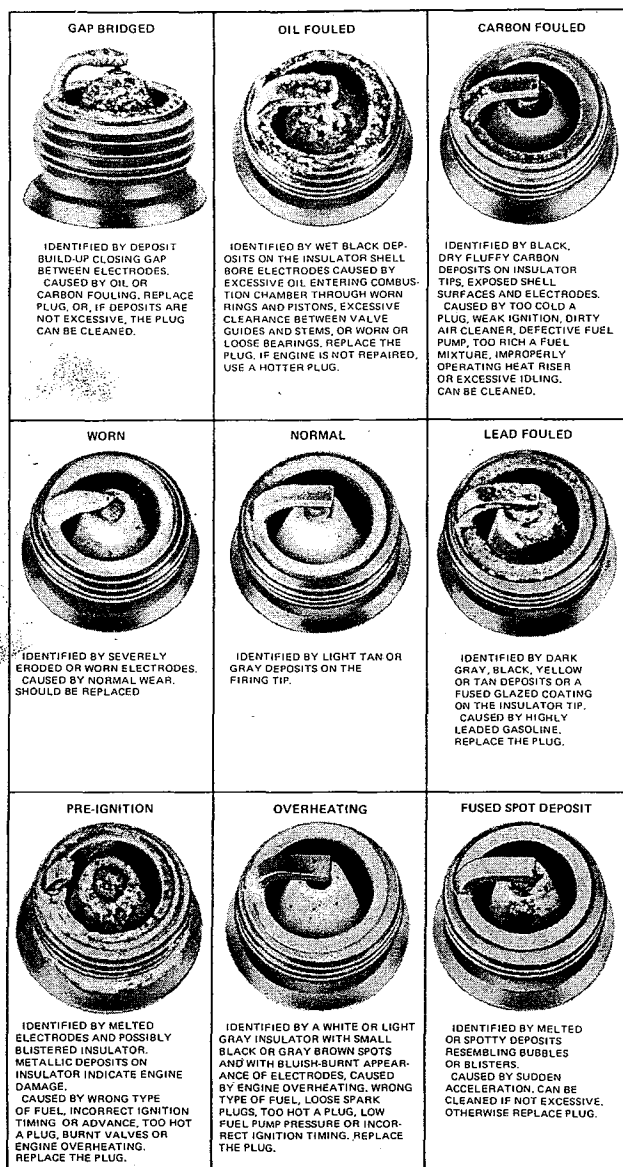 GAP BRIDGED
IDENTIFIED BY DEPOSIT
BUILD-UP CLOSING GAP
BETWEEN ELECTRODES.
CAUSED BY OIL OR
CARBON FOULING. REPLACE
PLUG, OR, IF DEPOSITS ARE
NOT EXCESSIVE, THE PLUG
CAN BE CLEANED.
OIL FOULED
IDENTIFIED BY WET BLACK DEP-
OSITS ON THE INSULATOR SHELL
BORE ELECTRODES CAUSED BY
EXCESSIVE OIL ENTERING COMBUS-
TION CHAMBER THROUGH WORN
RINGS AND PISTONS, EXCESSIVE
CLEARANCE BETWEEN VALVE
GUIDES AND STEMS, OR WORN OR
LOOSE BEARINGS. REPLACE THE
PLUG. IF ENGINE IS NOT REPAIRED,
USE A HOTTER PLUG.
CARBON FOULED
IDENTIFIED BY BLACK,
DRY FLUFFY CARBON
DEPOSITS ON INSULATOR
TIPS, EXPOSED SHELL
SURFACES AND ELECTRODES.
CAUSED BY TOO COLD A
PLUG, WEAK IGNITION, DIRTY
AIR CLEANER, DEFECTIVE FUEL
PUMP, TOO RICH A FUEL
MIXTURE, IMPROPERLY
OPERATING HEAT RISER
OR EXCESSIVE IDLING.
CAN BE CLEANED.
WORN
IDENTIFIED BY SEVERELY
ERODED OR WORN ELECTRODES.
CAUSED BY NORMAL WEAR.
SHOULD BE REPLACED
NORMAL
IDENTIFIED BY LIGHT TAN OR
GRAY DEPOSITS ON THE
FIRING TIP.
LEAD FOULED
IDENTIFIED BY DARK
GRAY, BLACK, YELLOW
OR TAN DEPOSITS OR A
FUSED GLAZED COATING
ON THE INSULATOR TIP.
CAUSED BY HIGHLY
LEADED GASOLINE.
REPLACE THE PLUG.
PRE-IGNITION
IDENTIFIED BY MELTED
ELECTRODES AND POSSIBLY
BLISTERED INSULATOR.
METALLIC DEPOSITS ON
INSULATOR INDICATE ENGINE
DAMAGE.
CAUSED BY WRONG TYPE
OF FUEL, INCORRECT IGNITION
TIMING OR ADVANCE, TOO HOT
A PLUG, BURNT VALVES OR
ENGINE OVERHEATING.
REPLACE THE PLUG.
OVERHEATING
IDENTIFIED BY A WHITE OR LIGHT
GRAY INSULATOR WITH SMALL
BLACK OR GRAY BROWN SPOTS
AND WITH BLUISH-BURNT APPEAR-
ANCE OF ELECTRODES, CAUSED
BY ENGINE OVERHEATING. WRONG
TYPE OF FUEL, LOOSE SPARK
PLUGS, TOO HOT A PLUG, LOW
FUEL PUMP PRESSURE OR INCOR-
RECT IGNITION TIMING. REPLACE
THE PLUG.
FUSED SPOT DEPOSIT
IDENTIFIED BY MELTED
OR SPOTTY DEPOSITS
RESEMBLING BUBBLES
OR BLISTERS.
CAUSED BY SUDDEN
ACCELERATION. CAN BE
CLEANED IF NOT EXCESSIVE,
OTHERWISE REPLACE PLUG.